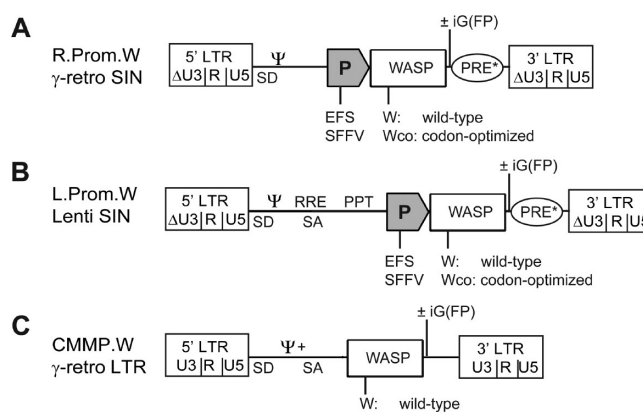 A
R.Prom.W
γ-retro SIN
5' LTR
ΔU3 R U5
Ψ
SD
P
WASP
± iG(FP)
PRE*
3' LTR
ΔU3 R U5
EFS
SFFV
W: wild-type
Wco: codon-optimized
B
L.Prom.W
Lenti SIN
5' LTR
ΔU3 R U5
Ψ RRE PPT
SD SA
P
WASP
± iG(FP)
PRE*
3' LTR
ΔU3 R U5
EFS
SFFV
W: wild-type
Wco: codon-optimized
C
CMMP.W
γ-retro LTR
5' LTR
U3 R U5
Ψ+
SD SA
WASP
± iG(FP)
3' LTR
U3 R U5
W: wild-type